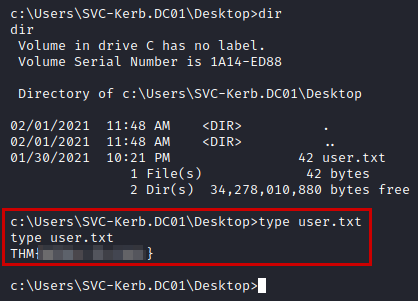 c:\Users\SVC-Kerb.DC01\Desktop>dir
dir
 Volume in drive C has no label.
 Volume Serial Number is 1A14-ED88

 Directory of c:\Users\SVC-Kerb.DC01\Desktop

02/01/2021  11:48 AM    <DIR>          .
02/01/2021  11:48 AM    <DIR>          ..
01/30/2021  10:21 PM                42 user.txt
               1 File(s)             42 bytes
               2 Dir(s)  34,278,010,880 bytes free

c:\Users\SVC-Kerb.DC01\Desktop>type user.txt
type user.txt
THM{ }

c:\Users\SVC-Kerb.DC01\Desktop>